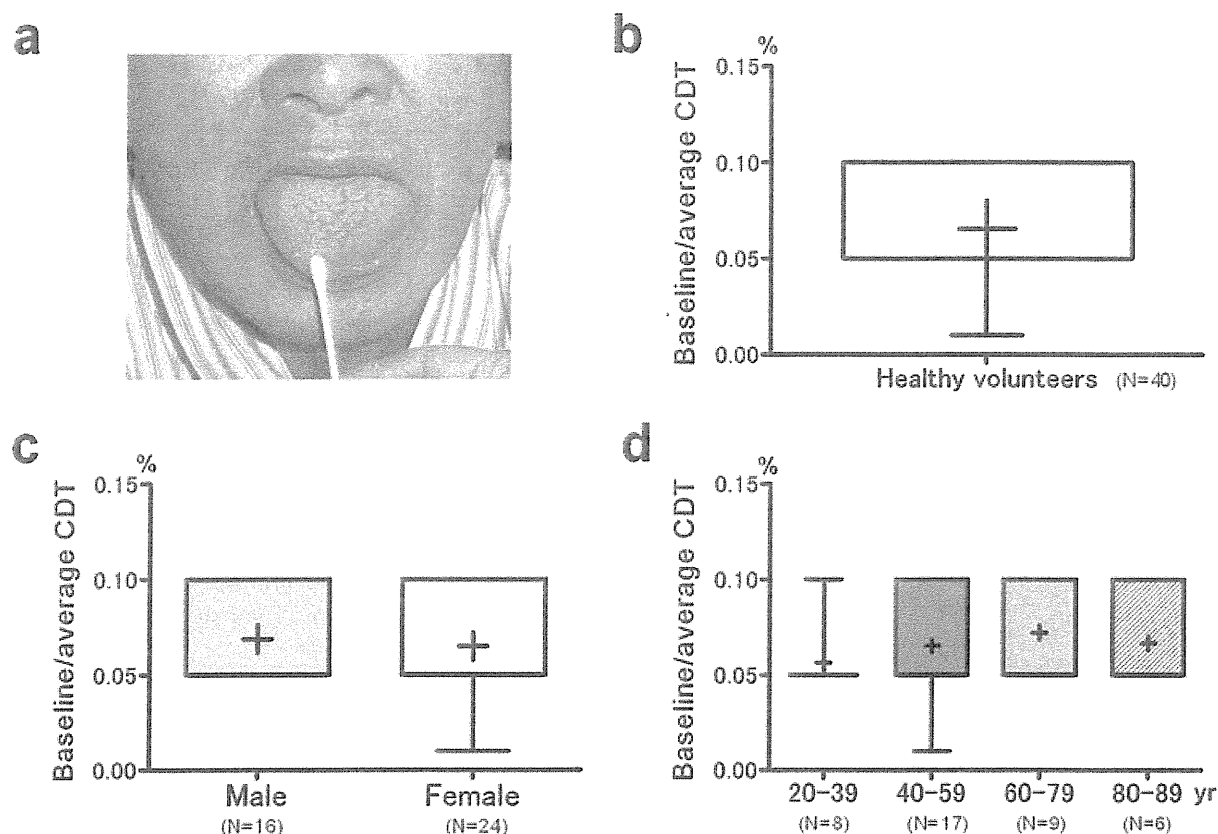 a
b
%
0.15
0.10
0.05
0.00
Baseline/average CDT
Healthy volunteers (N=40)
c
%
0.15
0.10
0.05
0.00
Baseline/average CDT
Male Female
(N=16) (N=24)
d
%
0.15
0.10
0.05
0.00
Baseline/average CDT
20-39 40-59 60-79 80-89 yr
(N=8) (N=17) (N=9) (N=6)